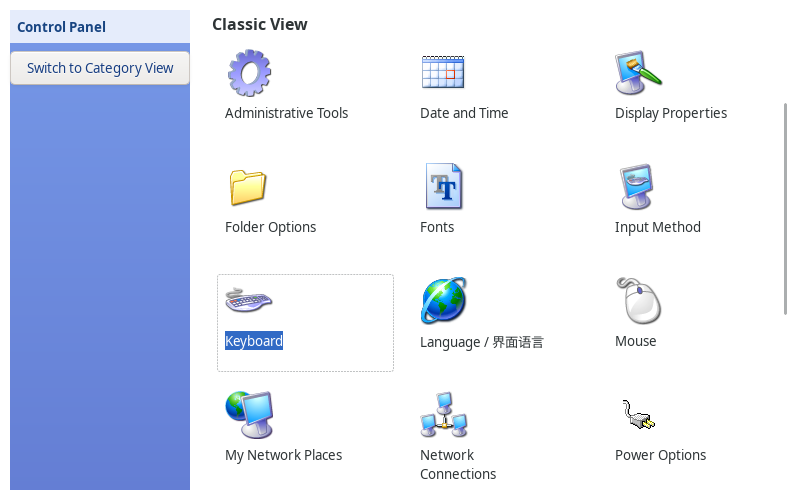 Control Panel
Switch to Category View
Classic View
Administrative Tools
Date and Time
Display Properties
Folder Options
Fonts
Input Method
Keyboard
Language / 界面语言
Mouse
My Network Places
Network
Connections
Power Options